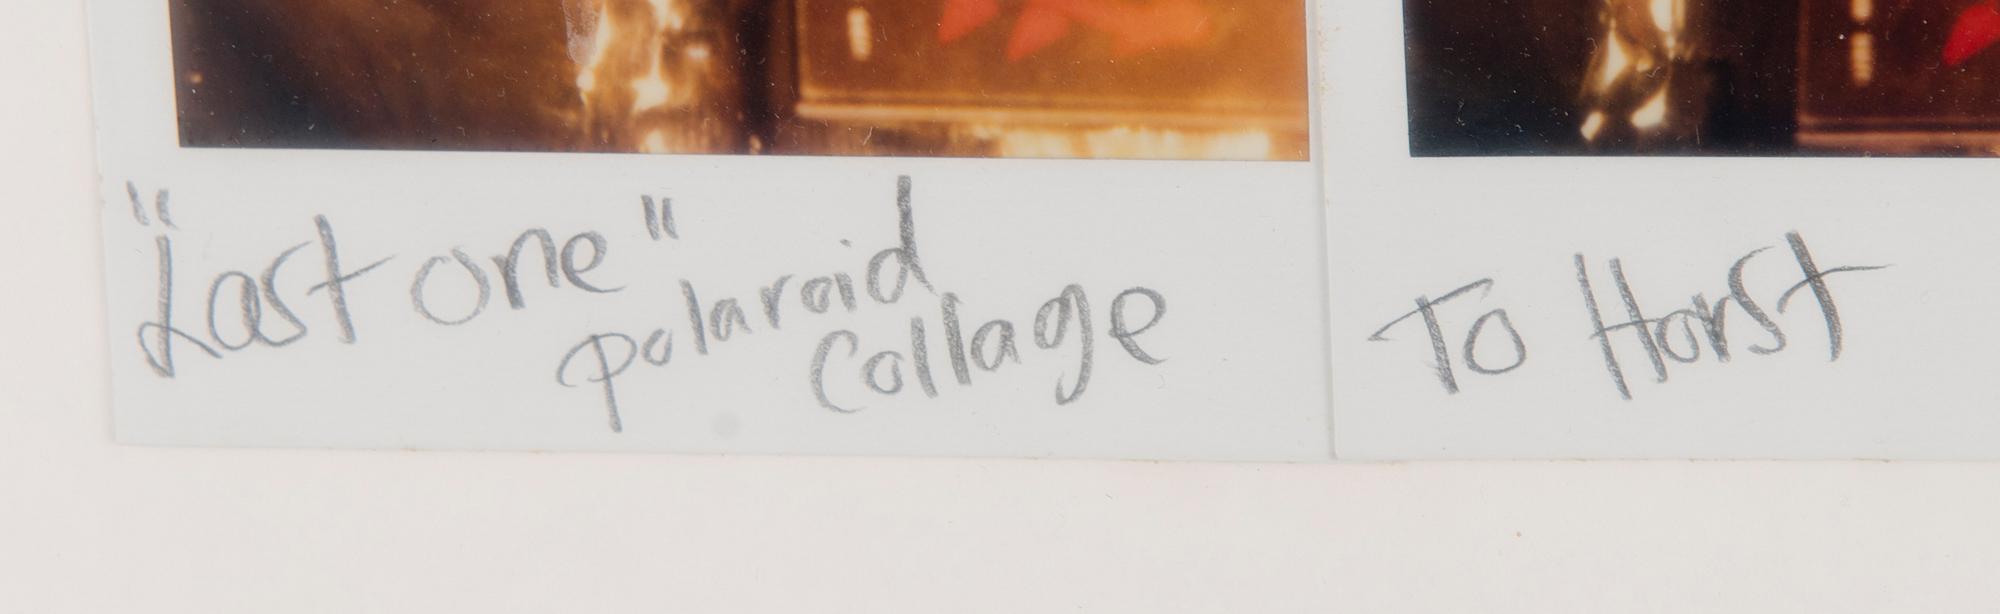 "Last one"
polaroid
Collage
To Horst